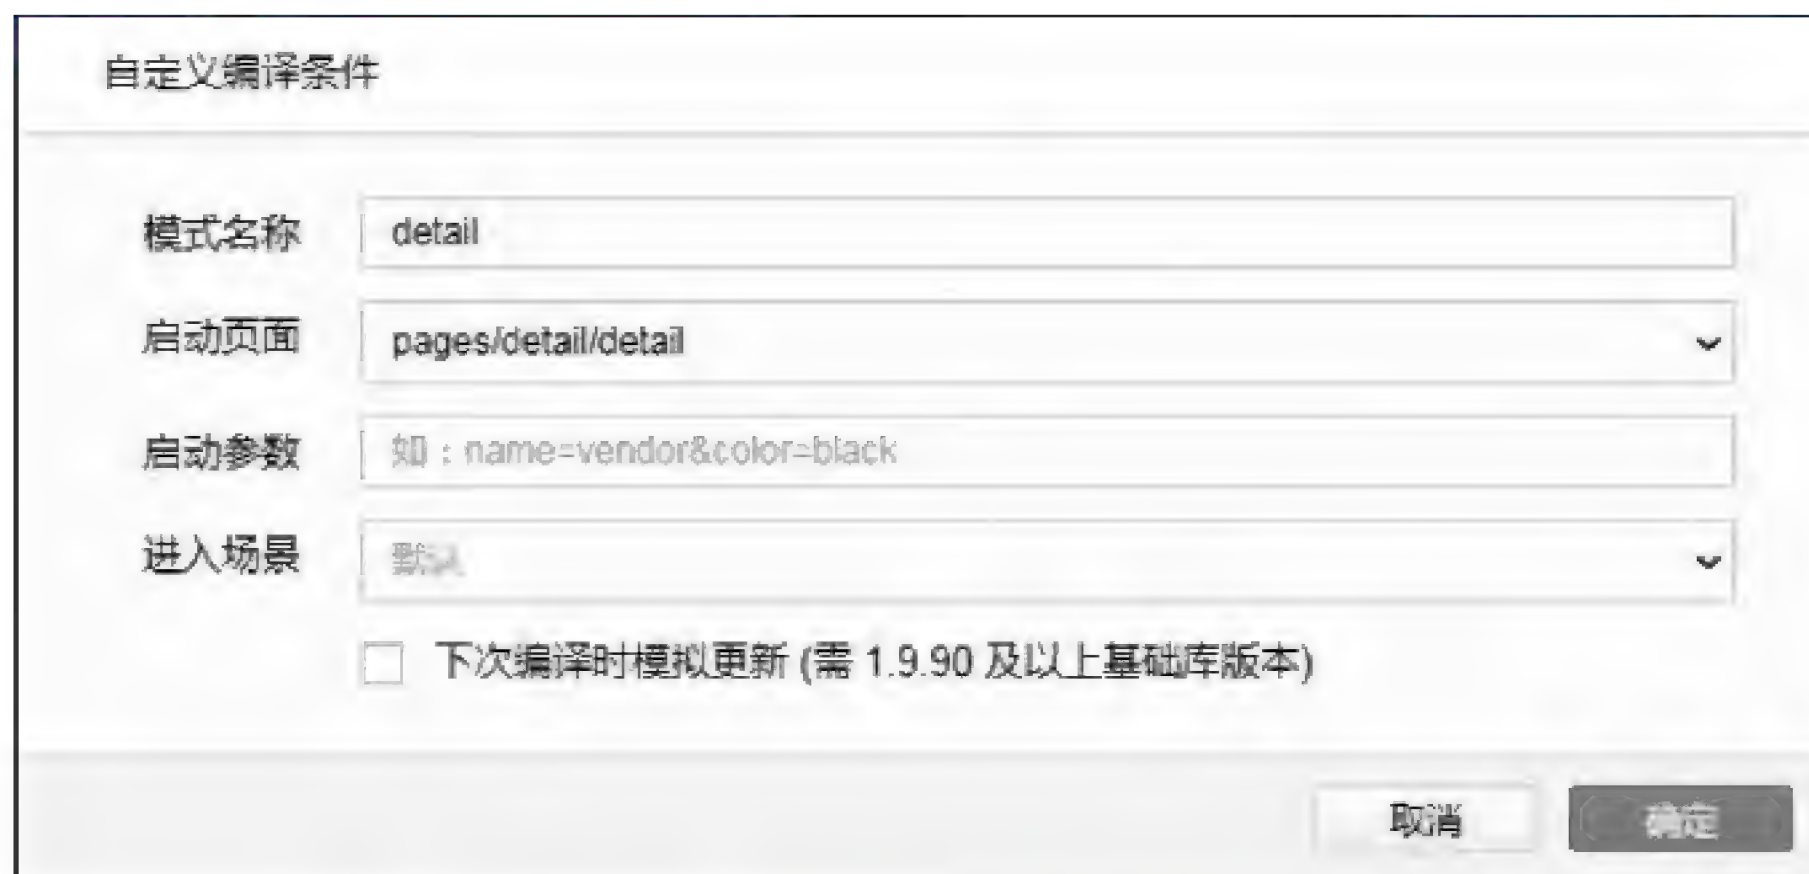 自定义编译条件
模式名称 detail
启动页面 pages/detail/detail
启动参数 如：name=vendor&color=black
进入场景 默认
下次编译时模拟更新 (需 1.9.90 及以上基础库版本)
取消 确定